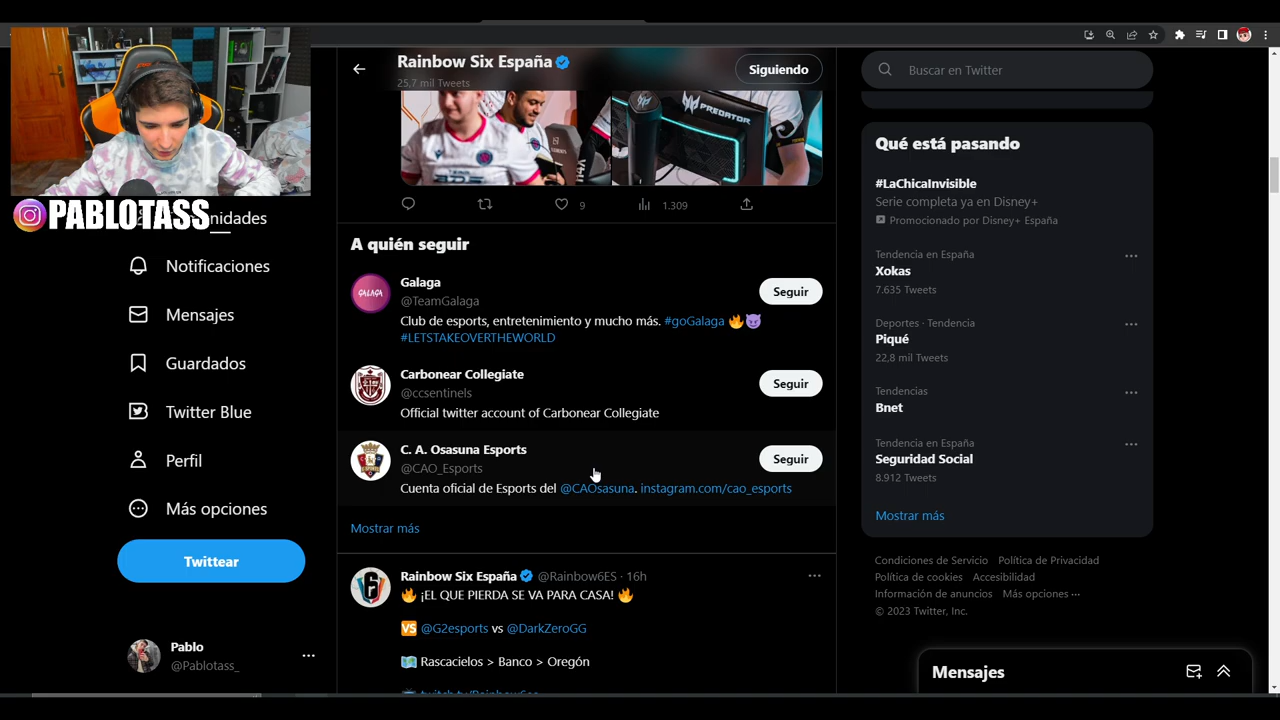 PABLOTASS
nidades
Notificaciones
Mensajes
Guardados
Twitter Blue
Perfil
Más opciones
Twittear
Pablo
@Pablotass_
Rainbow Six España
25,7 mil Tweets
Siguiendo
PREDATOR
9
1.309
A quién seguir
GALAGA
Galaga
@TeamGalaga
Seguir
Club de esports, entretenimiento y mucho más. #goGalaga 🔥😈
#LETSTAKEOVERTHEWORLD
Carbonear Collegiate
@ccsentinels
Seguir
Official twitter account of Carbonear Collegiate
C. A. Osasuna Esports
@CAO_Esports
Seguir
Cuenta oficial de Esports del @CAOsasuna. instagram.com/cao_esports
Mostrar más
Rainbow Six España @Rainbow6ES · 16h
🔥 ¡EL QUE PIERDA SE VA PARA CASA! 🔥
🆚 @G2esports vs @DarkZeroGG
🗺️ Rascacielos > Banco > Oregón
Buscar en Twitter
Qué está pasando
#LaChicaInvisible
Serie completa ya en Disney+
Promocionado por Disney+ España
Tendencia en España
Xokas
7.635 Tweets
Deportes · Tendencia
Piqué
22,8 mil Tweets
Tendencias
Bnet
Tendencia en España
Seguridad Social
8.912 Tweets
Mostrar más
Condiciones de Servicio Política de Privacidad
Política de cookies Accesibilidad
Información de anuncios Más opciones ···
© 2023 Twitter, Inc.
Mensajes